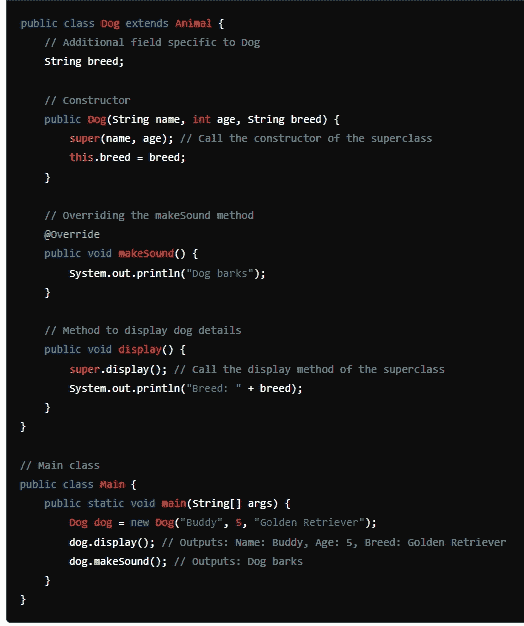 public class Dog extends Animal {
    // Additional field specific to Dog
    String breed;

    // Constructor
    public Dog(String name, int age, String breed) {
        super(name, age); // Call the constructor of the superclass
        this.breed = breed;
    }

    // Overriding the makeSound method
    @Override
    public void makeSound() {
        System.out.println("Dog barks");
    }

    // Method to display dog details
    public void display() {
        super.display(); // Call the display method of the superclass
        System.out.println("Breed: " + breed);
    }
}

// Main class
public class Main {
    public static void main(String[] args) {
        Dog dog = new Dog("Buddy", 5, "Golden Retriever");
        dog.display(); // Outputs: Name: Buddy, Age: 5, Breed: Golden Retriever
        dog.makeSound(); // Outputs: Dog barks
    }
}